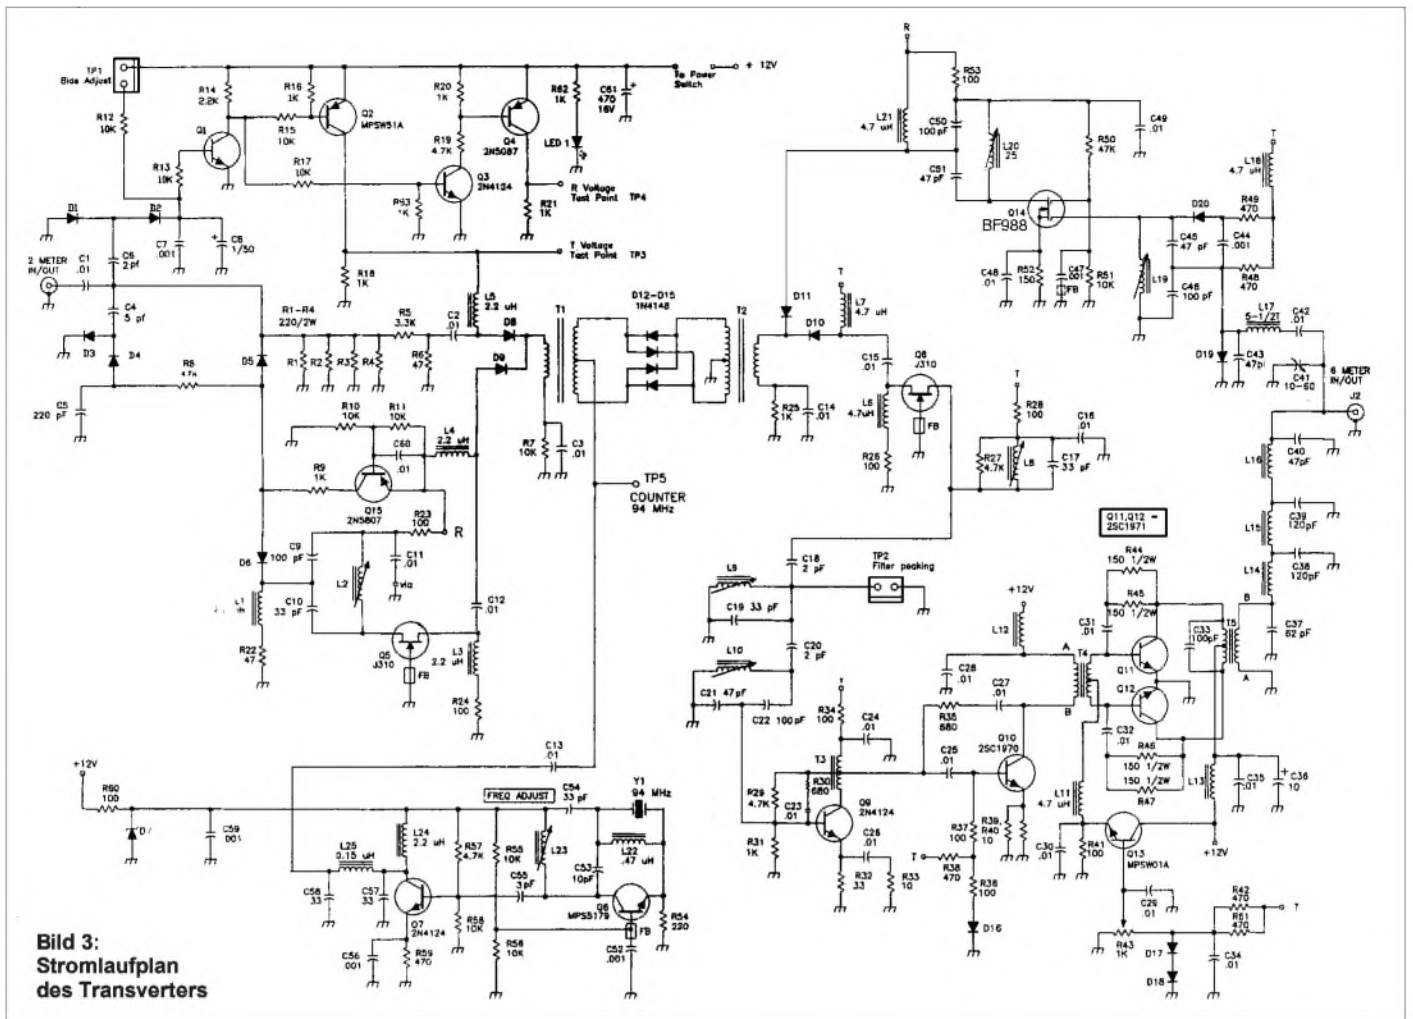 TP1
Bias Adjust
R12
10K
R14
2.2K
R16
1K
Q1
R15
10K
Q2
MPSW51A
R13
10K
R17
10K
R20
1K
R19
4.7K
Q4
2N5087
Q3
2N4124
R63
1K
R62
1K
LED 1
C61
470
16V
To Power
Switch
+ 12V
R21
1K
R Voltage
Test Point TP4
T Voltage
Test Point TP3
R18
1K
D1
D2
C7
.001
C8
1/50
2 METER
IN/OUT
C1
.01
C6
2pf
C4
5 pf
D3
D4
D5
R8
C5
220 pF
R1-R4
220/2W
R1
R2
R3
R4
R5
3.3K
R6
47
C2
.01
L5
2.2 uH
D8
D9
T1
D12-D15
1N4148
T2
R7
10K
C3
.01
R10
10K
R11
10K
C60
.01
L4
2.2 uH
R9
1K
Q15
2N5807
R23
100
R
TP5
COUNTER
94 MHz
D6
C9
100 pF
L2
C11
.01
via
L1
C10
33 pF
C12
.01
R22
47
Q5
J310
FB
L3
2.2 uH
R24
100
R
R53
100
L21
4.7 uH
C50
100pF
C51
47pF
L20
.25
R50
47K
C49
.01
Q14
BF988
C48
.01
R52
150
C47
.001
FB
R51
10K
L19
C45
47 pF
C46
100 pF
D20
C44
.001
R49
470
R48
470
T
L18
4.7 uH
L17
5-1/2T
C42
.01
D19
C43
C41
10-60
6 METER
IN/OUT
J2
D11
D10
T
L7
4.7 uH
C15
.01
Q8
J310
L6
4.7uH
FB
R25
1K
C14
.01
R26
100
T
R28
100
R27
4.7K
L8
C17
33 pF
C16
.01
L16
C40
47pF
L15
C39
120pF
L14
C38
120pF
B
C37
62 pF
A
T5
Q11,Q12 =
2SC1971
R44
150 1/2W
R45
150 1/2W
C31
.01
C33
100pF
Q11
Q12
T4
A
B
C32
.01
R46
150 1/2W
150 1/2W
R47
L13
C35
.01
C36
10
+12V
+12V
L12
C28
.01
L9
C19 33 pF
C18
2 pF
TP2
Filter peaking
C20
2 pF
L10
C21 47pF
C22 100pF
T
R34
100
C24
.01
T3
R30
680
C23
.01
R29
4.7K
R31
1K
Q9
2N4124
C26
.01
R32
33
R33
10
R35
680
C27
.01
C25
.01
Q10
2SC1970
R37
100
R39,
R40
10
T
R38
470
R36
100
D16
L11
4.7 uH
C30
.01
R41
100
Q13
MPSW01A
C29
.01
R43
1K
D17
D18
R42
470
R61
470
T
C34
.01
+12V
R60
100
C59
.001
C13
.01
L25
0.15 uH
C58
33
C57
33
L24
2.2 uH
Q7
2N4124
C56
.001
R59
470
R57
4.7K
R58
10K
FREQ ADJUST
R55
10K
R56
10K
C54
33 pF
L23
C55
3pF
C53
10pF
Y1
94 MHz
L22
.47 uH
Q6
MPS5179
FB
C52
.001
R54
220
Bild 3:
Stromlaufplan
des Transverters